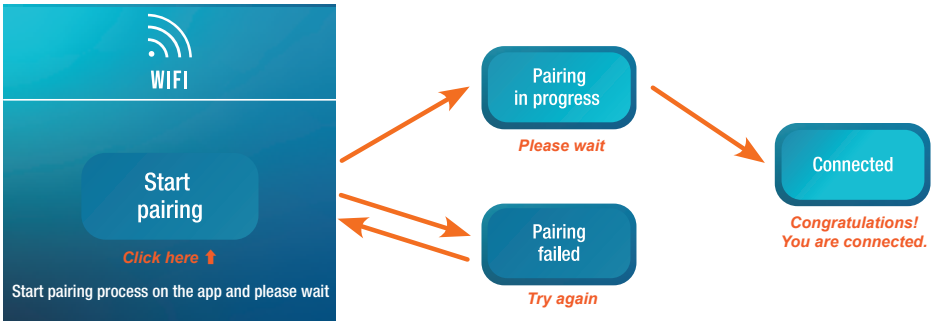 WIFI
Start
pairing
Click here ⬆
Start pairing process on the app and please wait
Pairing
in progress
Please wait
Pairing
failed
Try again
Connected
Congratulations!
You are connected.